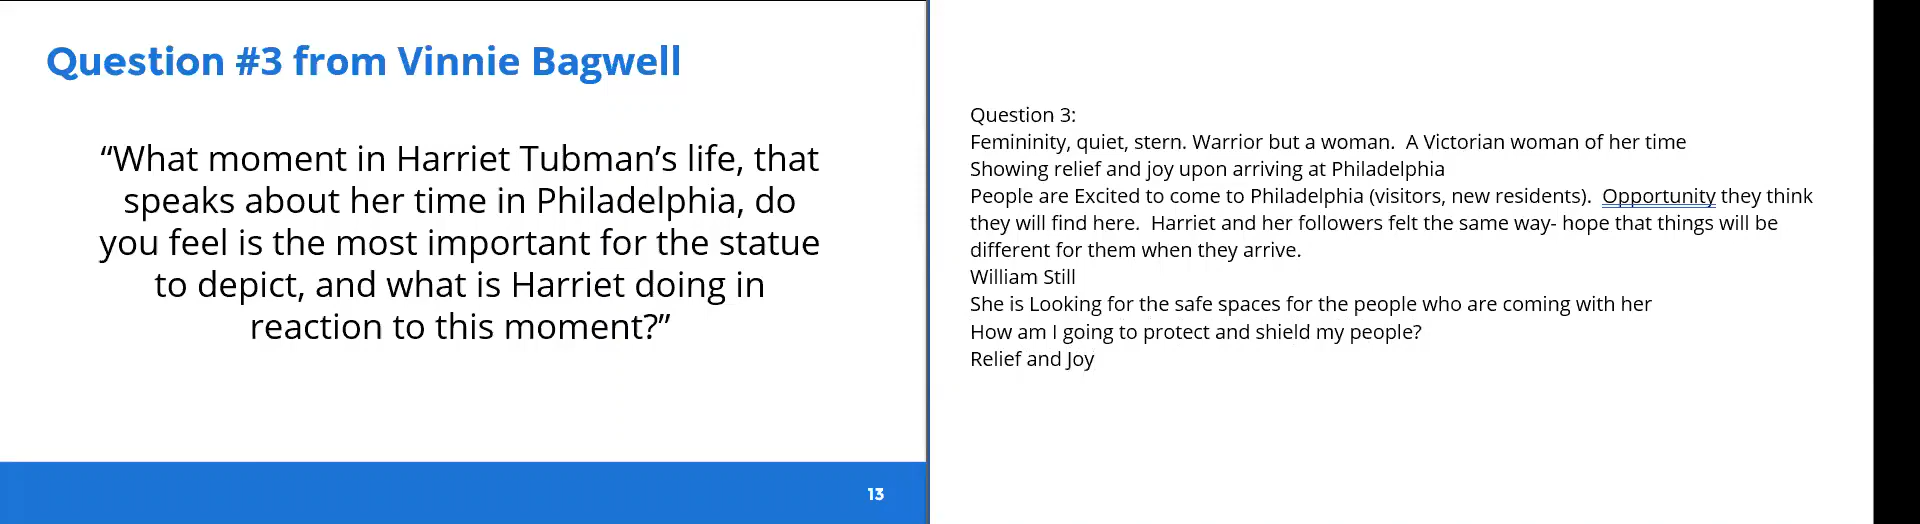 Question #3 from Vinnie Bagwell
“What moment in Harriet Tubman’s life, that
speaks about her time in Philadelphia, do
you feel is the most important for the statue
to depict, and what is Harriet doing in
reaction to this moment?”
13
Question 3:
Femininity, quiet, stern. Warrior but a woman.  A Victorian woman of her time
Showing relief and joy upon arriving at Philadelphia
People are Excited to come to Philadelphia (visitors, new residents).  Opportunity they think
they will find here.  Harriet and her followers felt the same way- hope that things will be
different for them when they arrive.
William Still
She is Looking for the safe spaces for the people who are coming with her
How am I going to protect and shield my people?
Relief and Joy